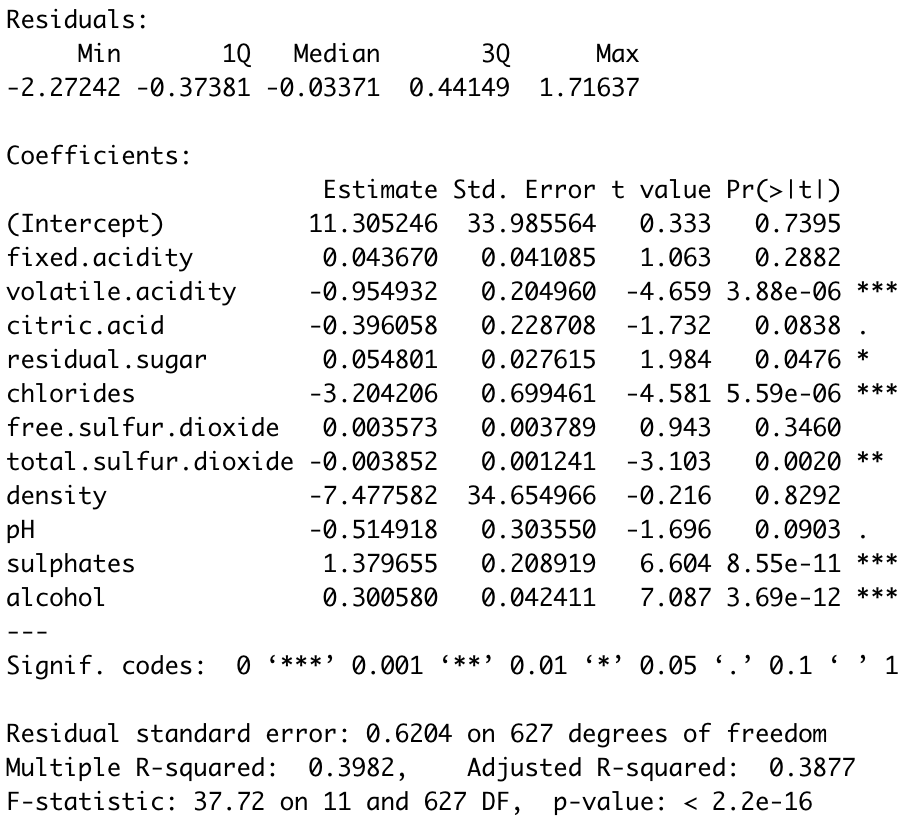 Residuals:
     Min       1Q   Median       3Q      Max
-2.27242 -0.37381 -0.03371  0.44149  1.71637

Coefficients:
                      Estimate Std. Error t value Pr(>|t|)
(Intercept)          11.305246  33.985564   0.333   0.7395
fixed.acidity         0.043670   0.041085   1.063   0.2882
volatile.acidity     -0.954932   0.204960  -4.659 3.88e-06 ***
citric.acid          -0.396058   0.228708  -1.732   0.0838 .
residual.sugar        0.054801   0.027615   1.984   0.0476 *
chlorides            -3.204206   0.699461  -4.581 5.59e-06 ***
free.sulfur.dioxide   0.003573   0.003789   0.943   0.3460
total.sulfur.dioxide -0.003852   0.001241  -3.103   0.0020 **
density              -7.477582  34.654966  -0.216   0.8292
pH                   -0.514918   0.303550  -1.696   0.0903 .
sulphates             1.379655   0.208919   6.604 8.55e-11 ***
alcohol               0.300580   0.042411   7.087 3.69e-12 ***
---
Signif. codes:  0 ‘***’ 0.001 ‘**’ 0.01 ‘*’ 0.05 ‘.’ 0.1 ‘ ’ 1

Residual standard error: 0.6204 on 627 degrees of freedom
Multiple R-squared:  0.3982,	Adjusted R-squared:  0.3877
F-statistic: 37.72 on 11 and 627 DF,  p-value: < 2.2e-16